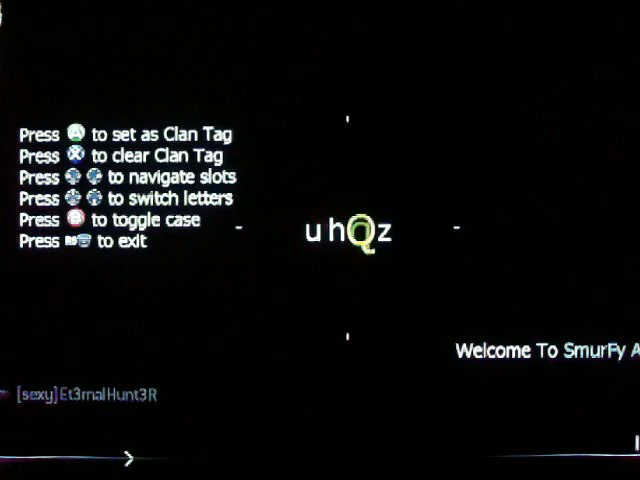 Press A to set as Clan Tag
Press X to clear Clan Tag
Press to navigate slots
Press to switch letters
Press B to toggle case
Press RS to exit
u h Q z
Welcome To SmurFy A
[sexy]Et3rnalHunt3R